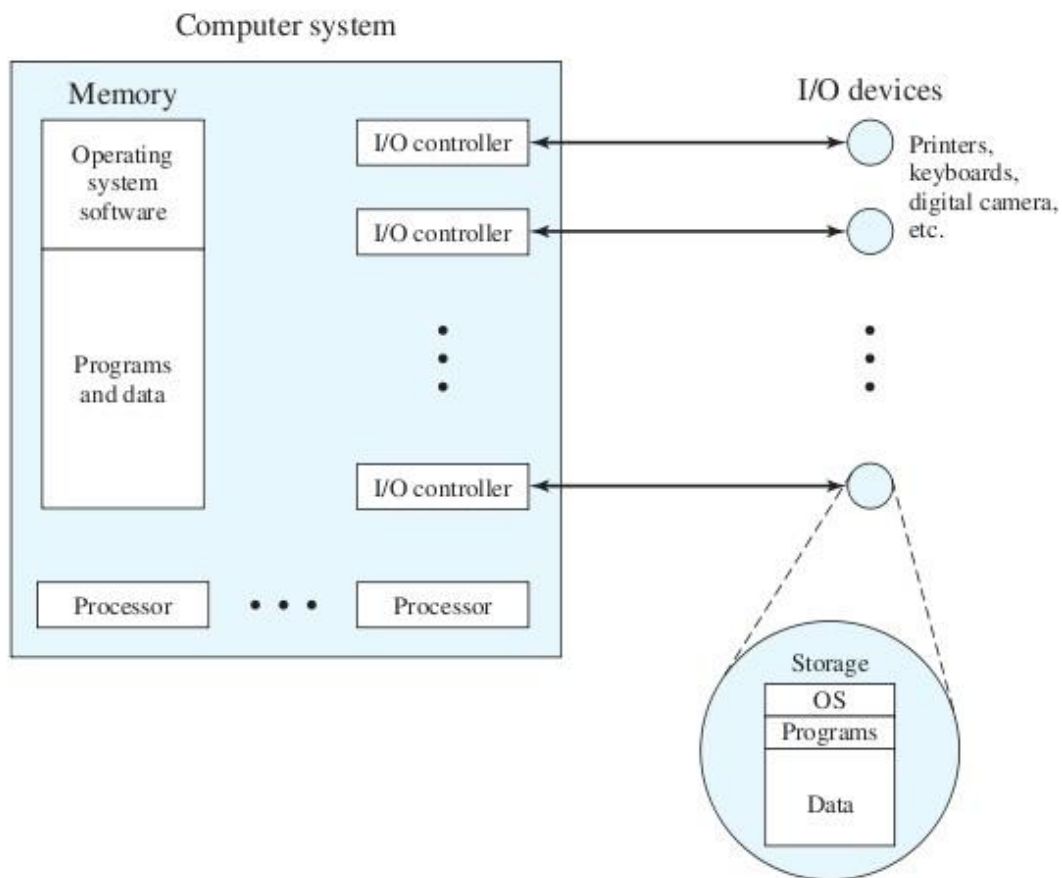 Computer system
Memory
Operating
system
software
Programs
and data
I/O controller
I/O controller
I/O controller
Processor
Processor
I/O devices
Printers,
keyboards,
digital camera,
etc.
Storage
OS
Programs
Data